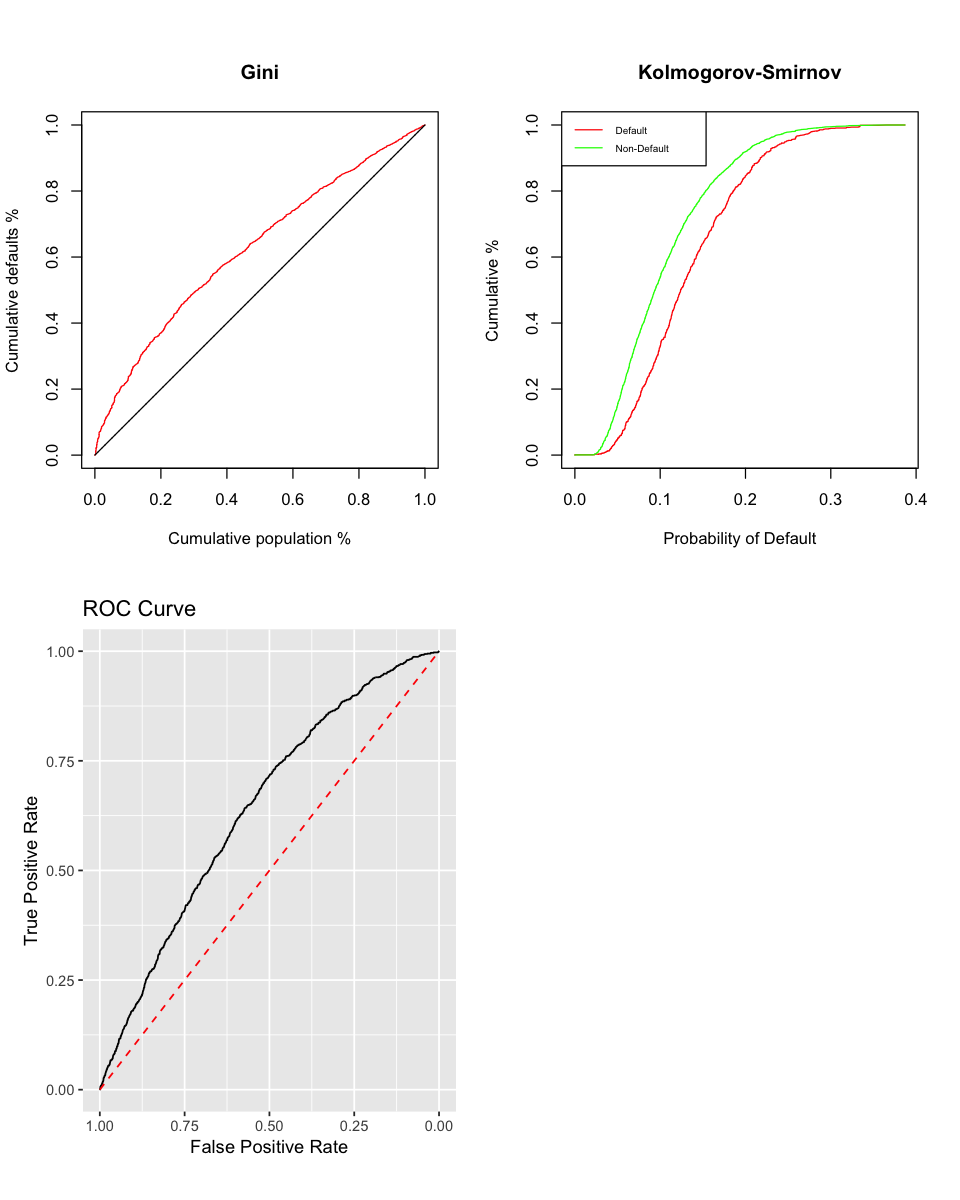 Gini
Cumulative defaults %
1.0
0.8
0.6
0.4
0.2
0.0
0.0 0.2 0.4 0.6 0.8 1.0
Cumulative population %
Kolmogorov-Smirnov
Default
Non-Default
Cumulative %
1.0
0.8
0.6
0.4
0.2
0.0
0.0 0.1 0.2 0.3 0.4
Probability of Default
ROC Curve
True Positive Rate
1.00
0.75
0.50
0.25
0.00
1.00 0.75 0.50 0.25 0.00
False Positive Rate